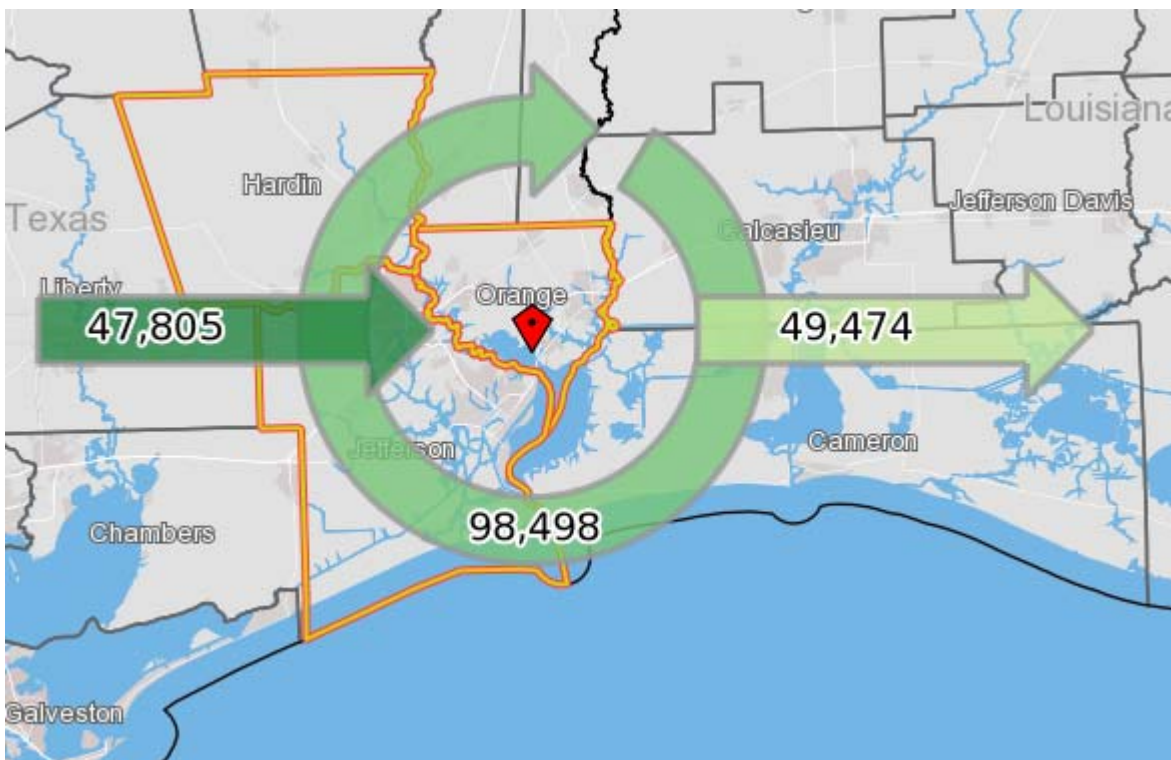 Louisiana
Hardin
Texas
Jefferson Davis
Calcasieu
Liberty
Orange
47,805
49,474
Jefferson
Cameron
98,498
Chambers
Galveston